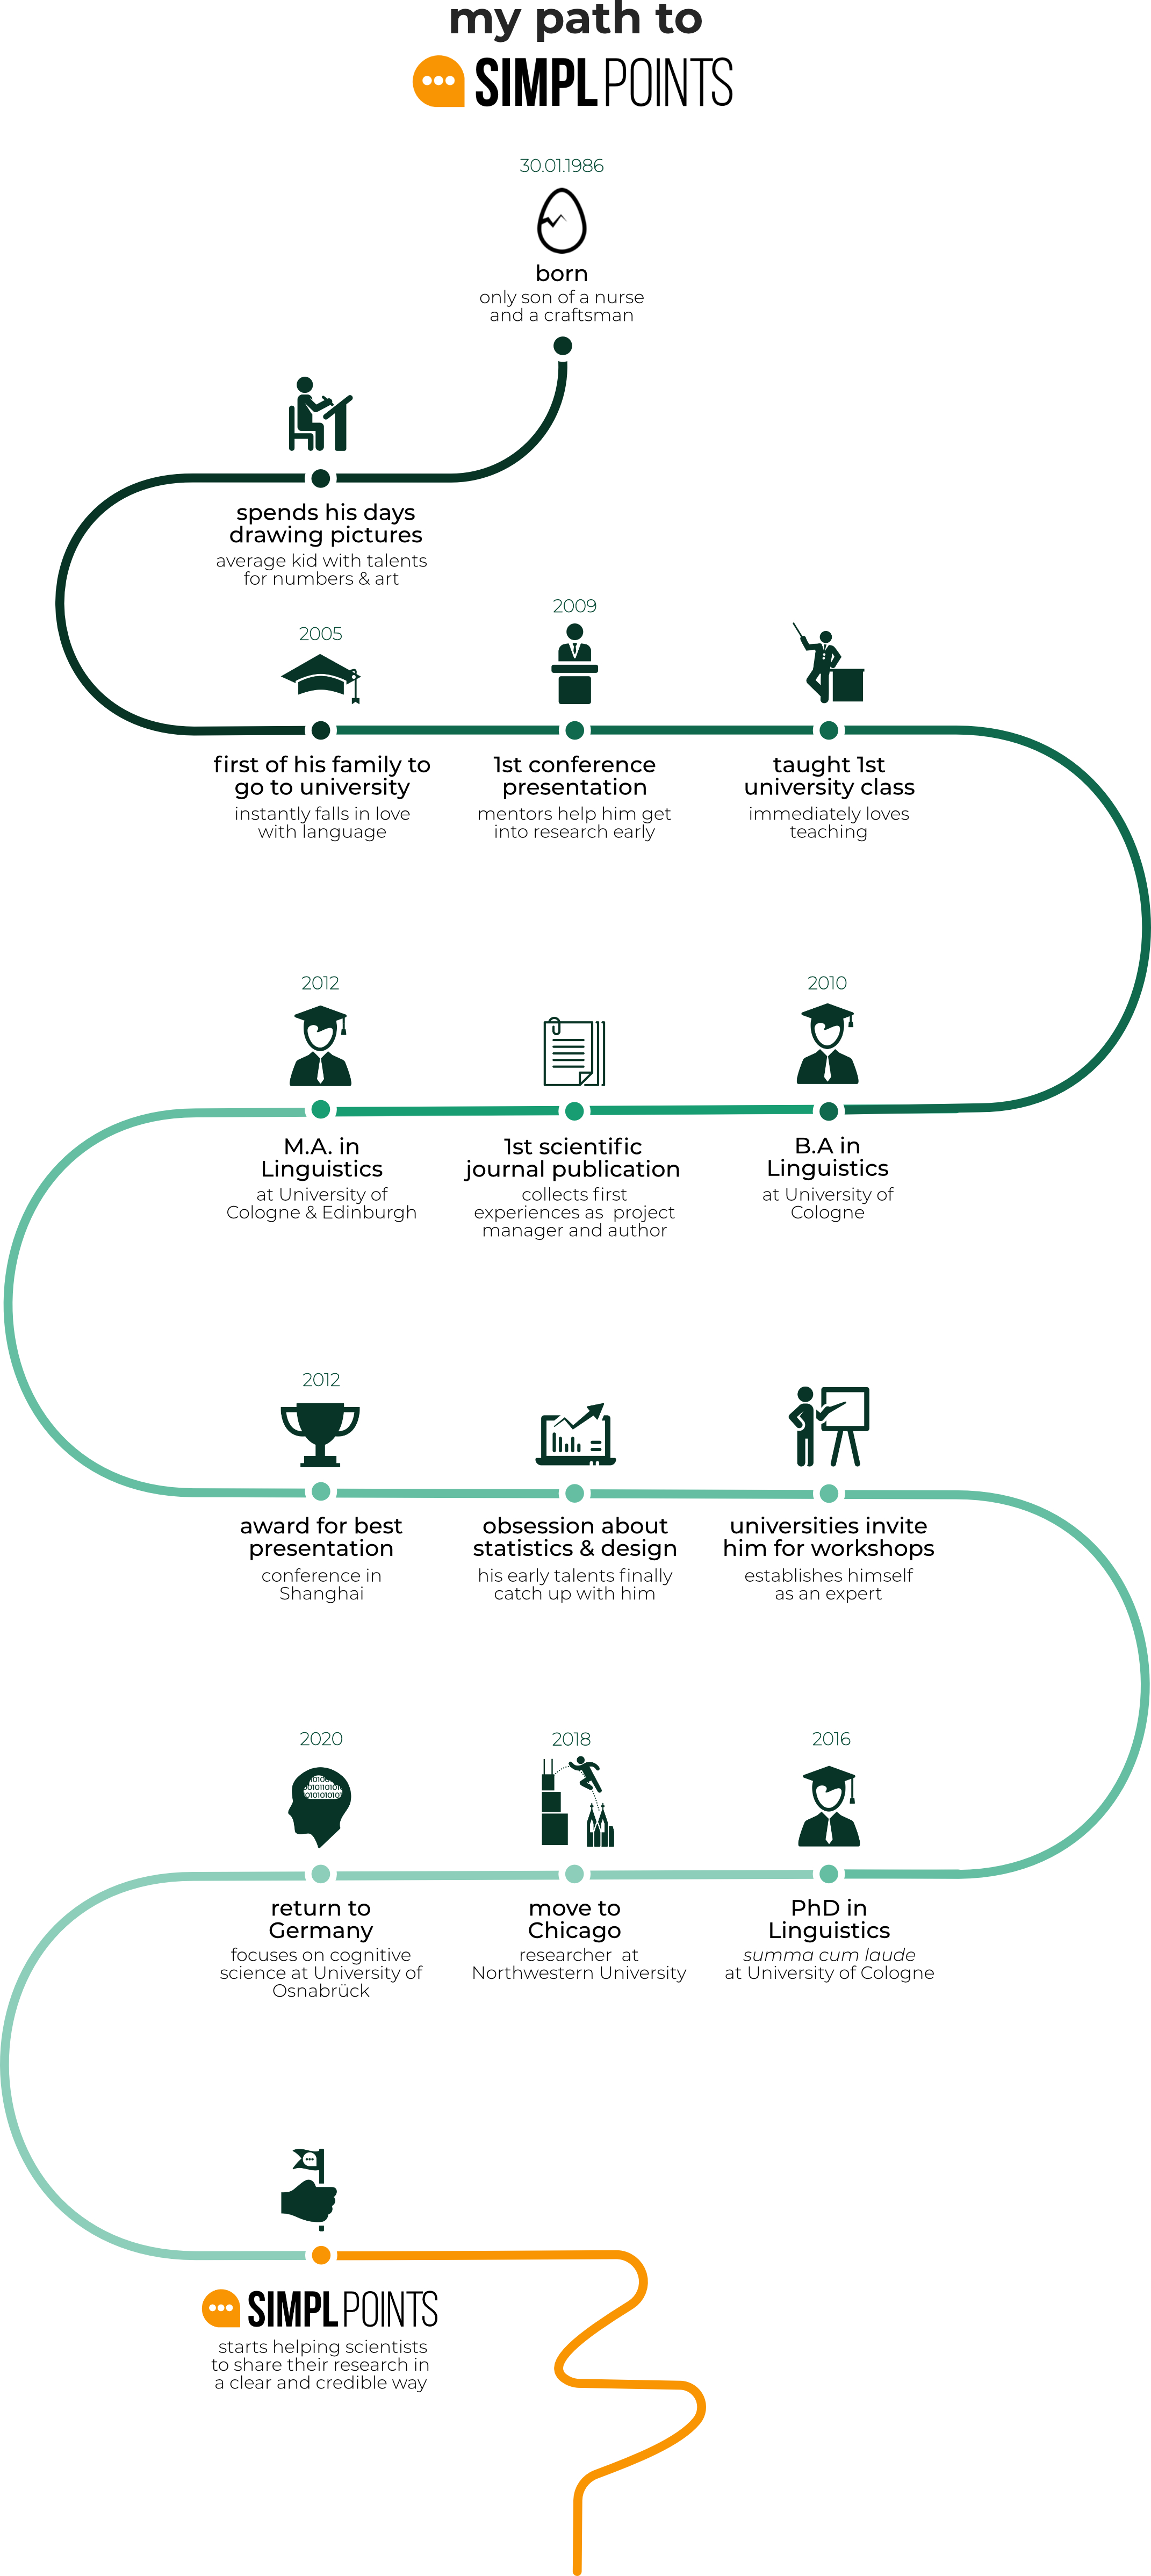 my path to
SIMPLPOINTS
30.01.1986
born
only son of a nurse
and a craftsman
spends his days
drawing pictures
average kid with talents
for numbers & art
2005
first of his family to
go to university
instantly falls in love
with language
2009
1st conference
presentation
mentors help him get
into research early
taught 1st
university class
immediately loves
teaching
2010
B.A in
Linguistics
at University of
Cologne
1st scientific
journal publication
collects first
experiences as  project
manager and author
2012
M.A. in
Linguistics
at University of
Cologne & Edinburgh
2012
award for best
presentation
conference in
Shanghai
obsession about
statistics & design
his early talents finally
catch up with him
universities invite
him for workshops
establishes himself
as an expert
2016
PhD in
Linguistics
summa cum laude
at University of Cologne
2018
move to
Chicago
researcher  at
Northwestern University
2020
return to
Germany
focuses on cognitive
science at University of
Osnabrück
SIMPLPOINTS
starts helping scientists
to share their research in
a clear and credible way